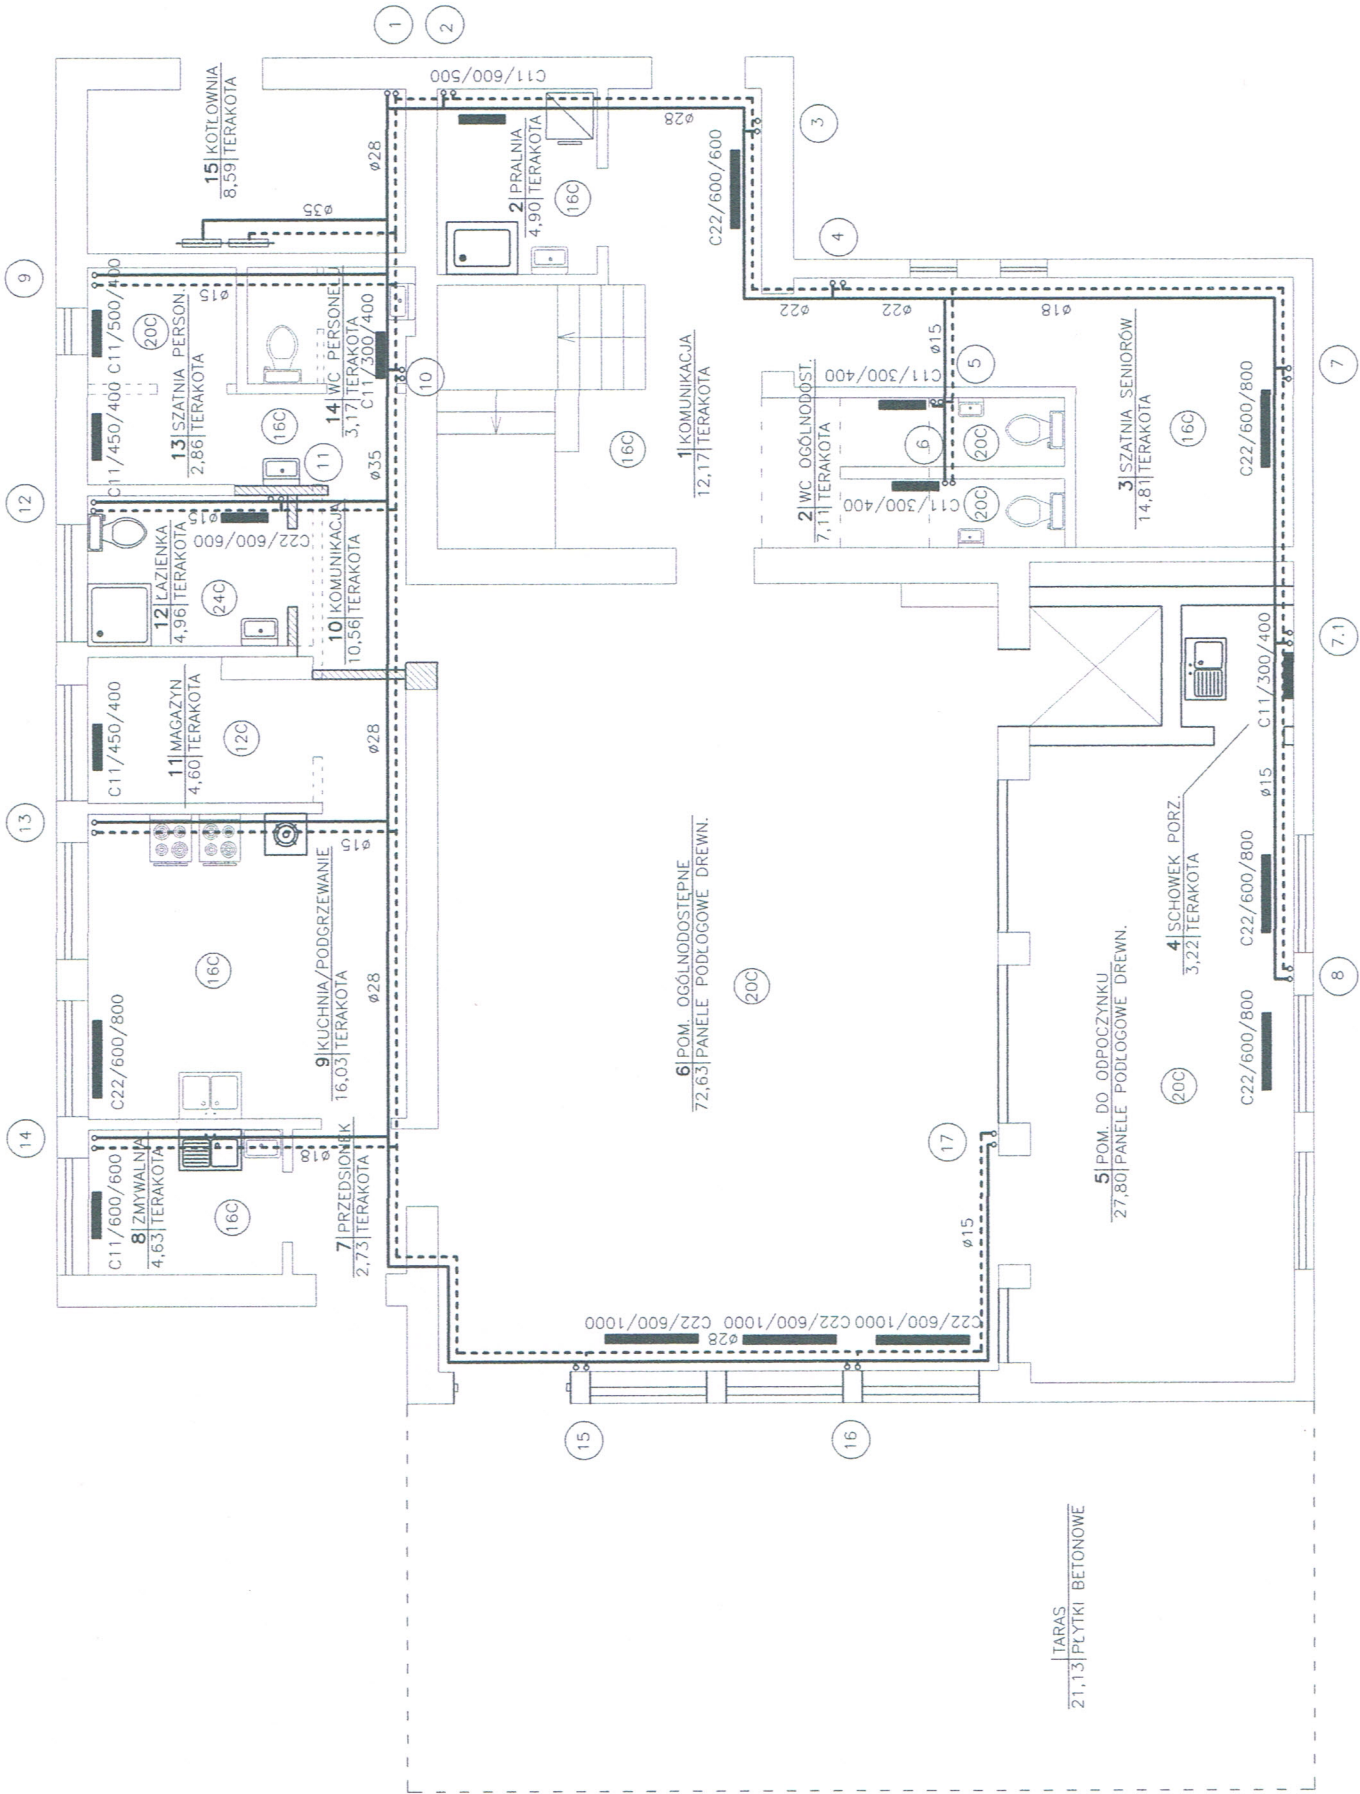 1
2
3
4
5
6
7
7.1
8
9
10
11
12
13
14
15
16
17
15 KOTŁOWNIA
8,59 TERAKOTA
ø35
ø28
C11/600/500
2 PRALNIA
4,90 TERAKOTA
16C
ø28
C22/600/600
13 SZATNIA PERSON.
2,86 TERAKOTA
20C
C11/500/400
C11/450/400
ø15
14 WC PERSONEL
3,17 TERAKOTA
16C
C11/300/400
ø35
12 ŁAZIENKA
4,96 TERAKOTA
24C
C22/600/600
ø15
10 KOMUNIKACJA
10,56 TERAKOTA
11 MAGAZYN
4,60 TERAKOTA
12C
C11/450/400
ø28
9 KUCHNIA/PODGRZEWANIE
16,03 TERAKOTA
16C
C22/600/800
ø15
ø28
8 ZMYWALNIA
4,63 TERAKOTA
16C
C11/600/600
ø18
7 PRZEDSIONEK
2,73 TERAKOTA
1 KOMUNIKACJA
12,17 TERAKOTA
16C
ø22
ø22
ø18
ø15
2 WC OGÓLNODOST.
7,11 TERAKOTA
C11/300/400
C11/300/400
20C
20C
3 SZATNIA SENIORÓW
14,81 TERAKOTA
16C
C22/600/800
6 POM. OGÓLNODOSTĘPNE
72,63 PANELE PODŁOGOWE DREWN.
20C
C22/600/1000
C22/600/1000
C22/600/1000
ø28
ø15
4 SCHOWEK PORZ.
3,22 TERAKOTA
C11/300/400
ø15
5 POM. DO ODPOCZYNKU
27,80 PANELE PODŁOGOWE DREWN.
20C
C22/600/800
C22/600/800
TARAS
21,13 PŁYTKI BETONOWE